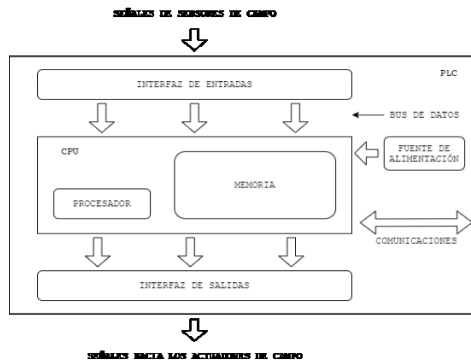 SEÑALES DE SENSORES DE CAMPO
PLC
INTERFAZ DE ENTRADAS
BUS DE DATOS
CPU
FUENTE DE
ALIMENTACIÓN
MEMORIA
PROCESADOR
COMUNICACIONES
INTERFAZ DE SALIDAS
SEÑALES HACIA LOS ACTUADORES DE CAMPO